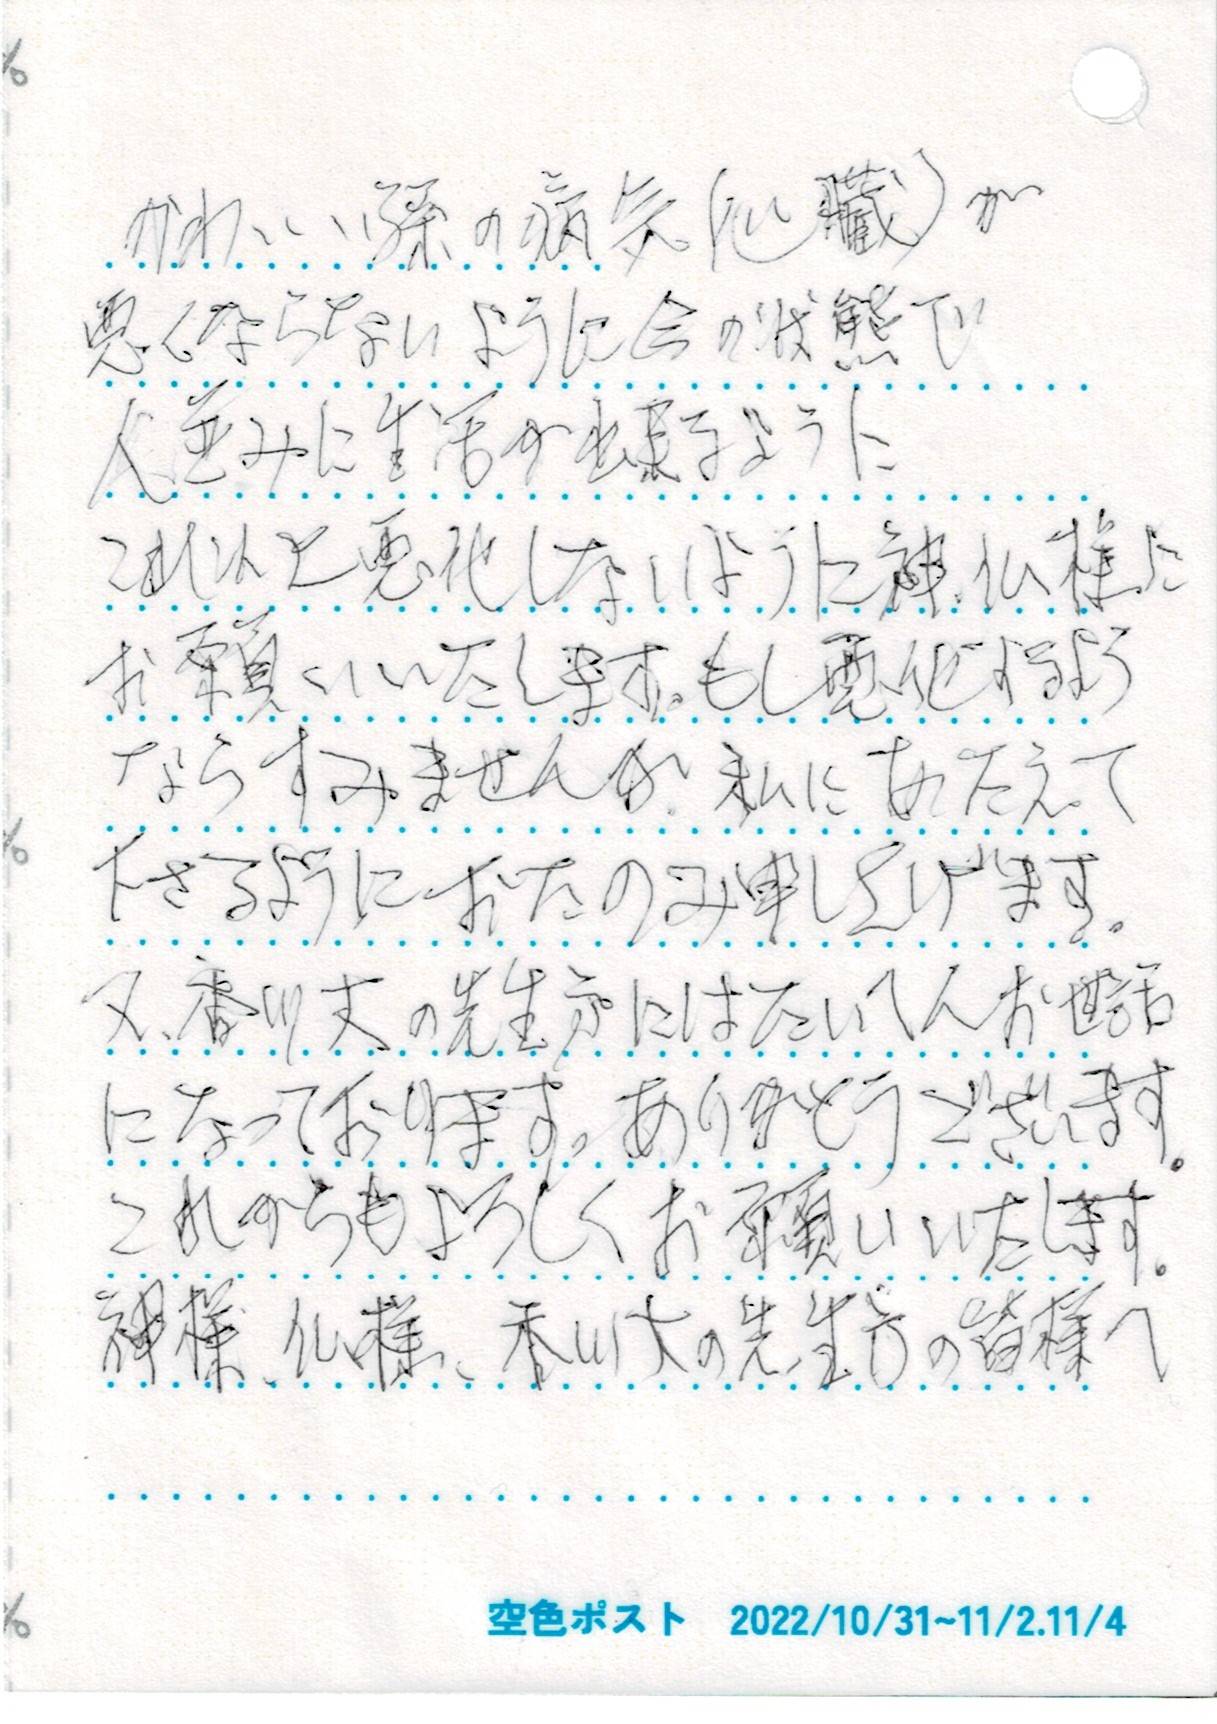 かわいい孫の病気(心臓)が
悪くならないように今の状態で
人並みに生活が出来るように
これ以上悪化しないように神、仏様に
お願いいたします。もし悪化するよう
ならすみませんが、私にあたえて
下さるようにおたのみ申し上げます。
又、香川大の先生方にはたいへんお世話
になっております。ありがとうございます。
これからもよろしくお願いいたします。
神様、仏様、香川大の先生方の皆様へ
空色ポスト 2022/10/31~11/2.11/4